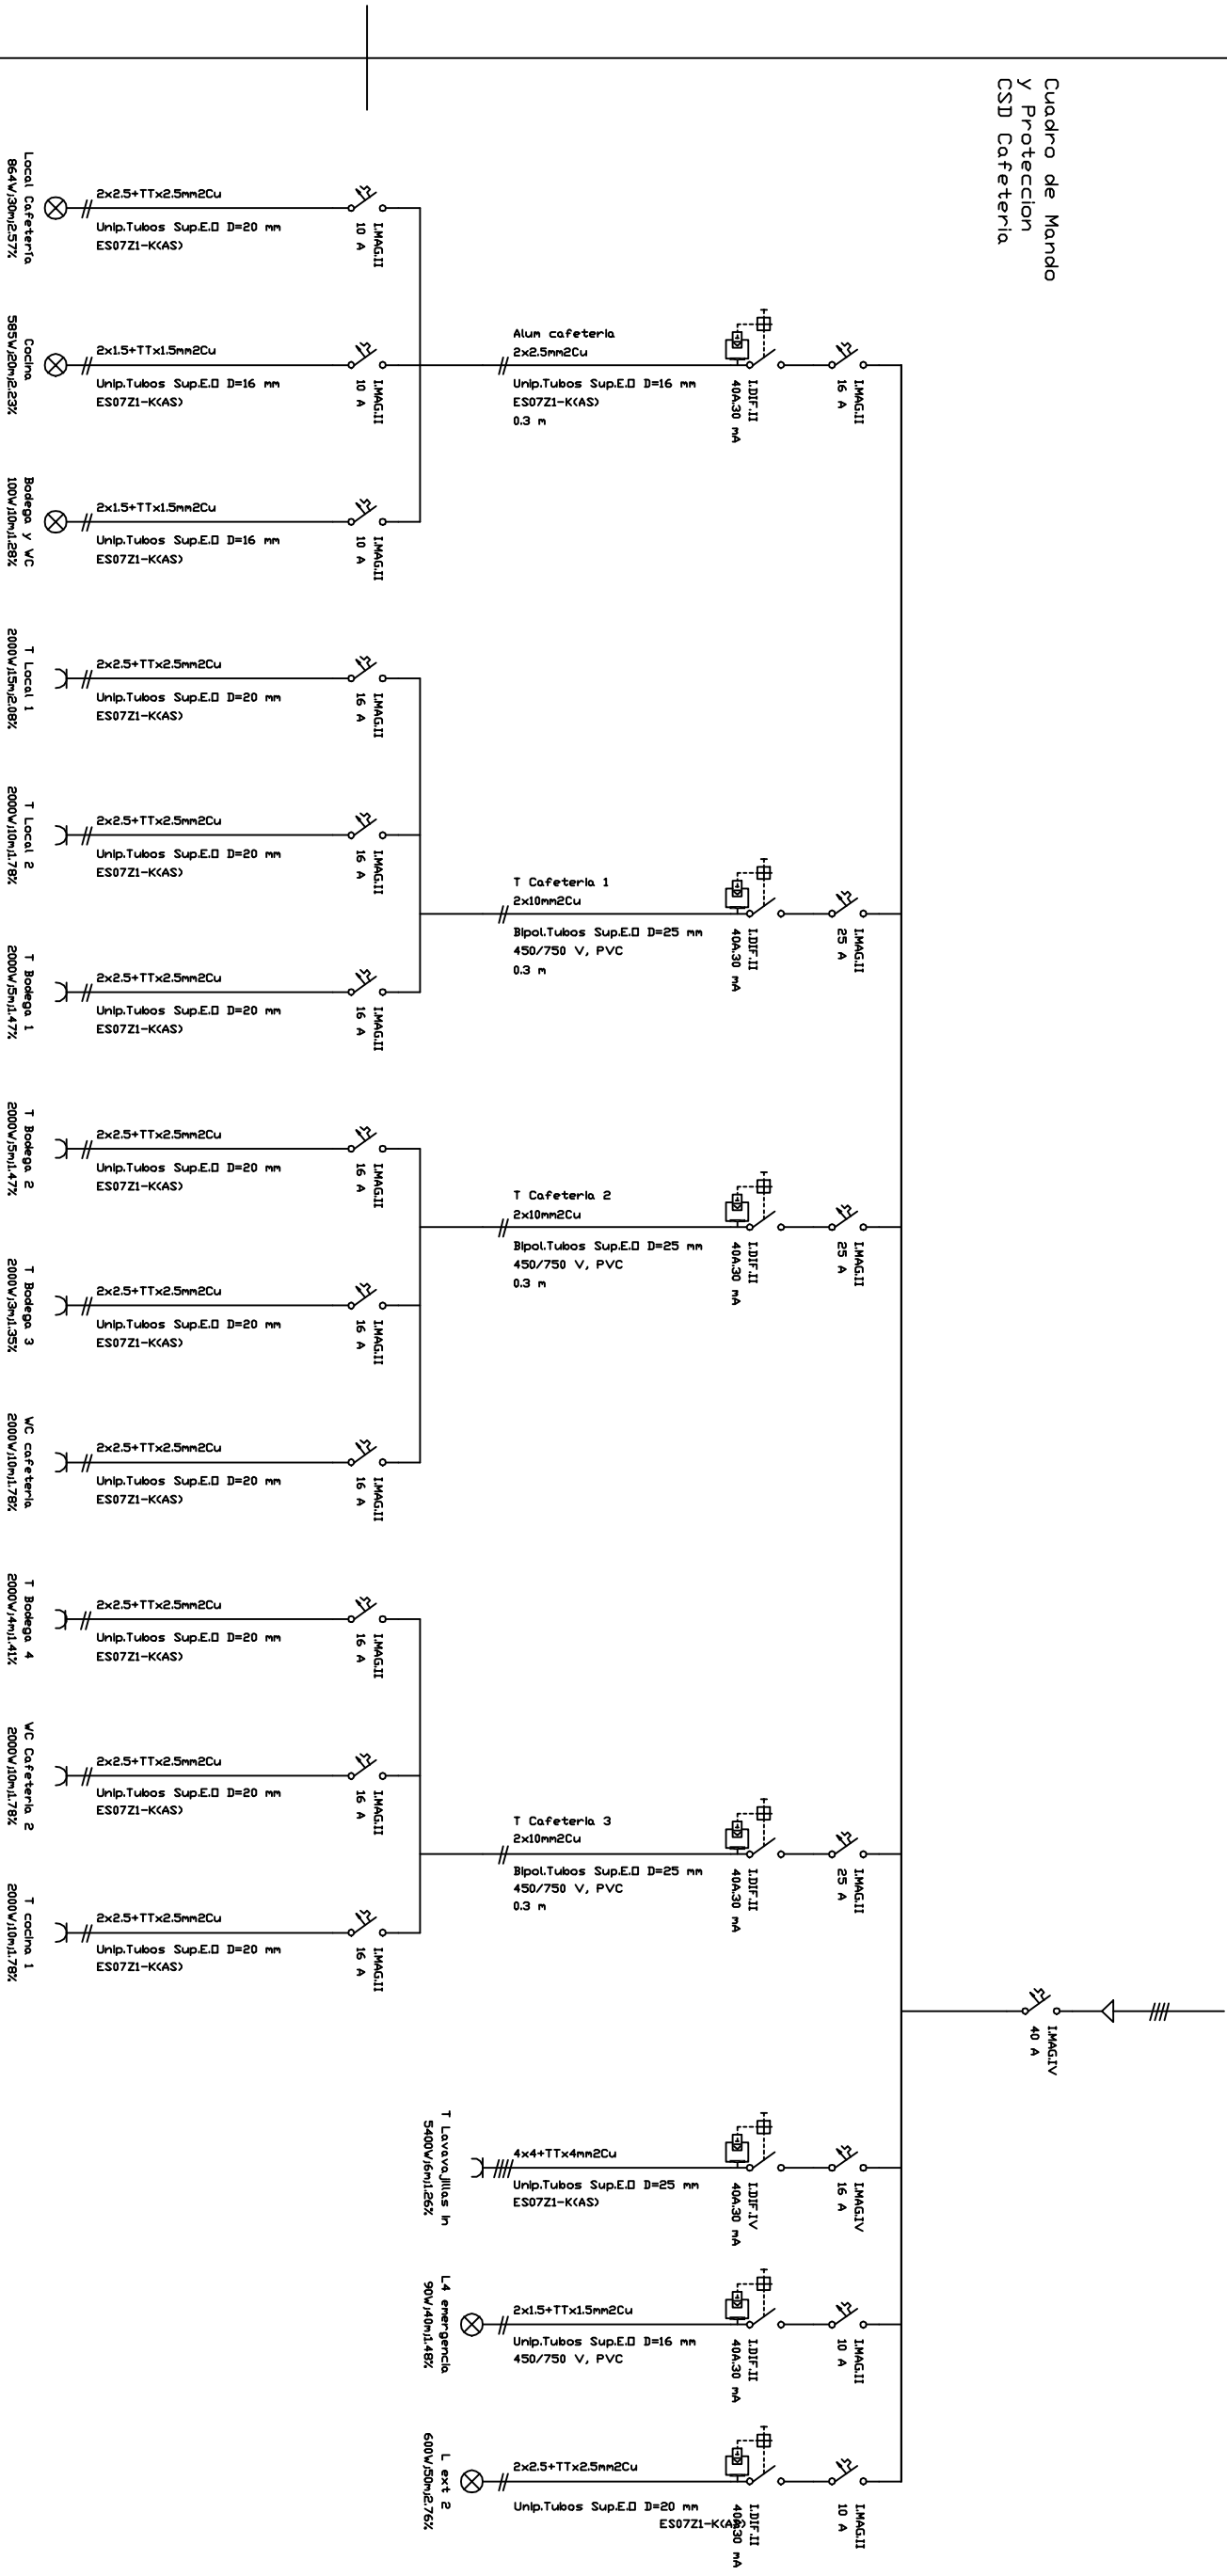 Cuadro de Mando
y Proteccion
CSD Cafeteria
I.MAG.IV
40 A
I.MAG.II
16 A
I.DIF.II
40A.30 mA
Alum cafeteria
2x2.5mm2Cu
Unip.Tubos Sup.E.O D=16 mm
ES07Z1-K(AS)
0.3 m
I.MAG.II
10 A
2x2.5+TTx2.5mm2Cu
Unip.Tubos Sup.E.O D=20 mm
ES07Z1-K(AS)
Local Cafetería
864W;30m;2.57%
I.MAG.II
10 A
2x1.5+TTx1.5mm2Cu
Unip.Tubos Sup.E.O D=16 mm
ES07Z1-K(AS)
Cocina
585W;20m;2.23%
I.MAG.II
10 A
2x1.5+TTx1.5mm2Cu
Unip.Tubos Sup.E.O D=16 mm
ES07Z1-K(AS)
Bodega y WC
100W;10m;1.28%
I.MAG.II
25 A
I.DIF.II
40A.30 mA
T Cafeteria 1
2x10mm2Cu
Bipol.Tubos Sup.E.O D=25 mm
450/750 V, PVC
0.3 m
I.MAG.II
16 A
2x2.5+TTx2.5mm2Cu
Unip.Tubos Sup.E.O D=20 mm
ES07Z1-K(AS)
T Local 1
2000W;15m;2.08%
I.MAG.II
16 A
2x2.5+TTx2.5mm2Cu
Unip.Tubos Sup.E.O D=20 mm
ES07Z1-K(AS)
T Local 2
2000W;10m;1.78%
I.MAG.II
16 A
2x2.5+TTx2.5mm2Cu
Unip.Tubos Sup.E.O D=20 mm
ES07Z1-K(AS)
T Bodega 1
2000W;5m;1.47%
I.MAG.II
25 A
I.DIF.II
40A.30 mA
T Cafeteria 2
2x10mm2Cu
Bipol.Tubos Sup.E.O D=25 mm
450/750 V, PVC
0.3 m
I.MAG.II
16 A
2x2.5+TTx2.5mm2Cu
Unip.Tubos Sup.E.O D=20 mm
ES07Z1-K(AS)
T Bodega 2
2000W;5m;1.47%
I.MAG.II
16 A
2x2.5+TTx2.5mm2Cu
Unip.Tubos Sup.E.O D=20 mm
ES07Z1-K(AS)
T Bodega 3
2000W;3m;1.35%
I.MAG.II
16 A
2x2.5+TTx2.5mm2Cu
Unip.Tubos Sup.E.O D=20 mm
ES07Z1-K(AS)
WC cafeteria
2000W;10m;1.78%
I.MAG.II
25 A
I.DIF.II
40A.30 mA
T Cafeteria 3
2x10mm2Cu
Bipol.Tubos Sup.E.O D=25 mm
450/750 V, PVC
0.3 m
I.MAG.II
16 A
2x2.5+TTx2.5mm2Cu
Unip.Tubos Sup.E.O D=20 mm
ES07Z1-K(AS)
T Bodega 4
2000W;4m;1.41%
I.MAG.II
16 A
2x2.5+TTx2.5mm2Cu
Unip.Tubos Sup.E.O D=20 mm
ES07Z1-K(AS)
WC Cafeteria 2
2000W;10m;1.78%
I.MAG.II
16 A
2x2.5+TTx2.5mm2Cu
Unip.Tubos Sup.E.O D=20 mm
ES07Z1-K(AS)
T cocina 1
2000W;10m;1.78%
I.MAG.IV
16 A
I.DIF.IV
40A.30 mA
4x4+TTx4mm2Cu
Unip.Tubos Sup.E.O D=25 mm
ES07Z1-K(AS)
T Lavavajillas in
5400W;6m;1.26%
I.MAG.II
10 A
I.DIF.II
40A.30 mA
2x1.5+TTx1.5mm2Cu
Unip.Tubos Sup.E.O D=16 mm
450/750 V, PVC
L4 emergencia
90W;40m;1.48%
I.MAG.II
10 A
I.DIF.II
40A.30 mA
2x2.5+TTx2.5mm2Cu
Unip.Tubos Sup.E.O D=20 mm
ES07Z1-K(AS)
L ext 2
600W;50m;2.76%